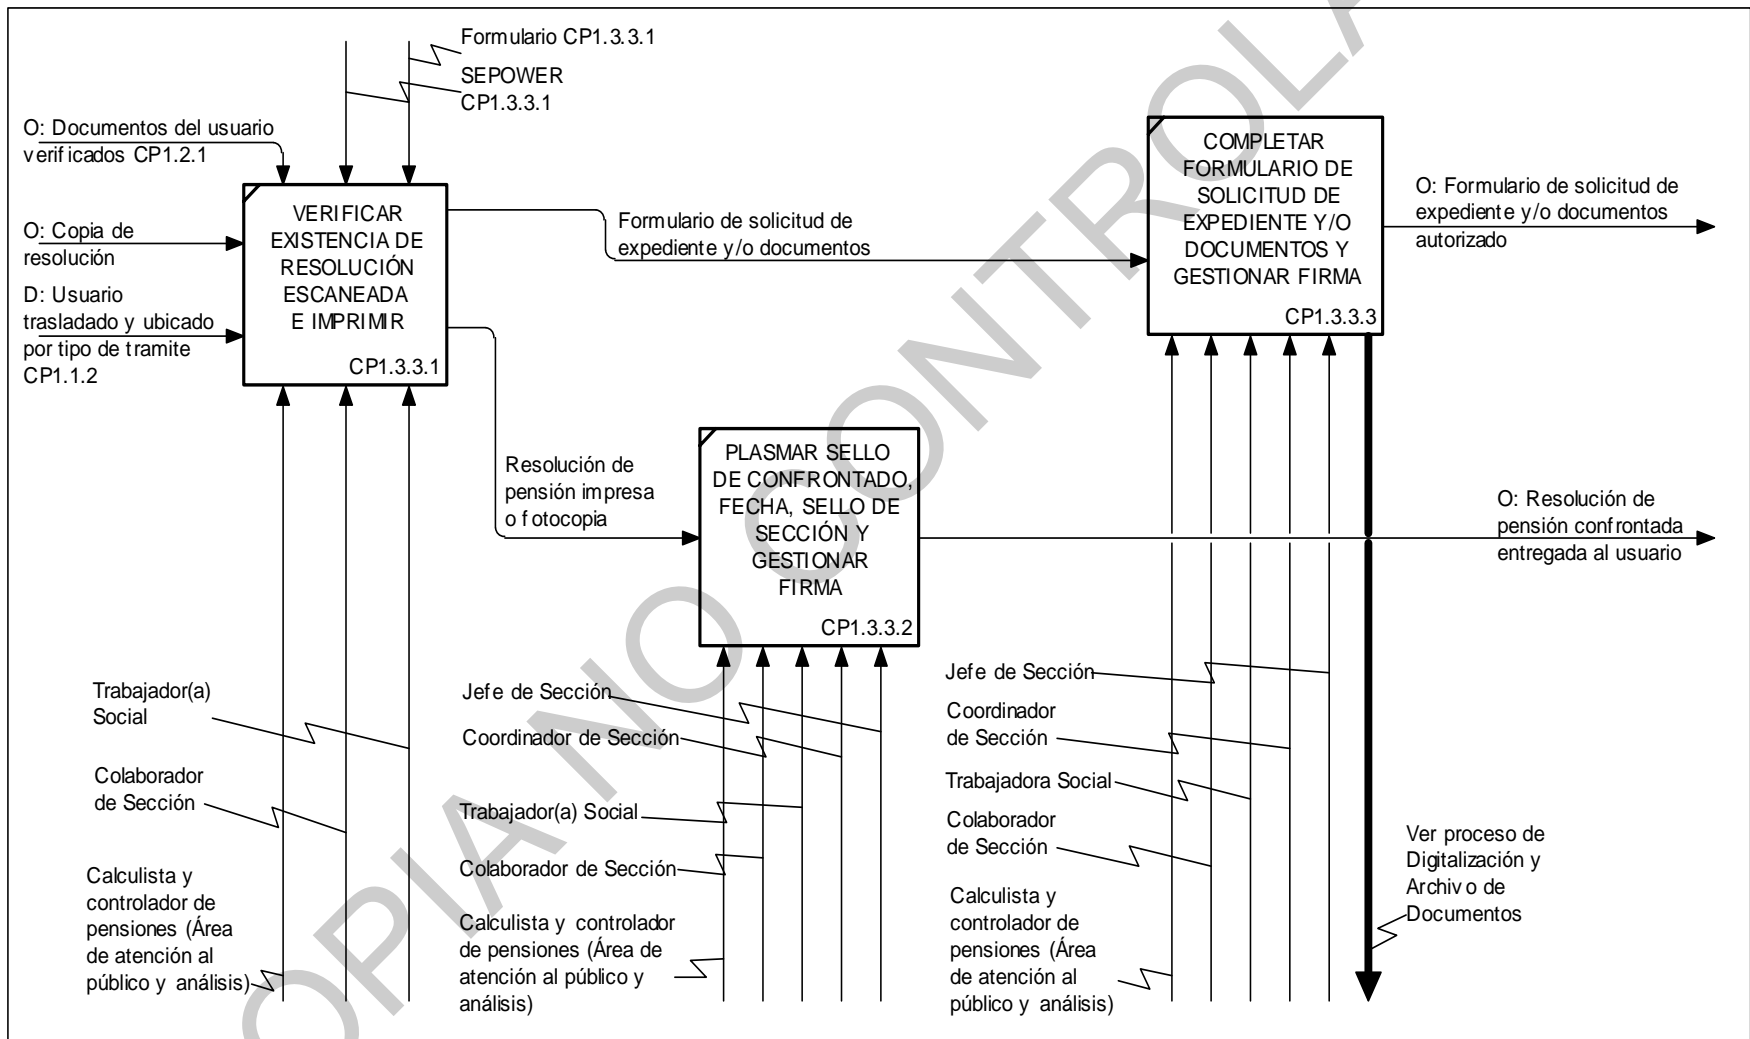 Formulario CP1.3.3.1
SEPOWER
CP1.3.3.1
O: Documentos del usuario
verificados CP1.2.1
O: Copia de
resolución
D: Usuario
trasladado y ubicado
por tipo de tramite
CP1.1.2
VERIFICAR
EXISTENCIA DE
RESOLUCIÓN
ESCANEADA
E IMPRIMIR
CP1.3.3.1
Formulario de solicitud de
expediente y/o documentos
COMPLETAR
FORMULARIO DE
SOLICITUD DE
EXPEDIENTE Y/O
DOCUMENTOS Y
GESTIONAR FIRMA
CP1.3.3.3
O: Formulario de solicitud de
expediente y/o documentos
autorizado
Resolución de
pensión impresa
o fotocopia
PLASMAR SELLO
DE CONFRONTADO,
FECHA, SELLO DE
SECCIÓN Y
GESTIONAR
FIRMA
CP1.3.3.2
O: Resolución de
pensión confrontada
entregada al usuario
Trabajador(a)
Social
Colaborador
de Sección
Calculista y
controlador de
pensiones (Área
de atención al
público y análisis)
Jefe de Sección
Coordinador de Sección
Trabajador(a) Social
Colaborador de Sección
Calculista y controlador
de pensiones (Área de
atención al público y
análisis)
Jefe de Sección
Coordinador
de Sección
Trabajadora Social
Colaborador
de Sección
Calculista y
controlador de
pensiones (Área
de atención al
público y análisis)
Ver proceso de
Digitalización y
Archivo de
Documentos
OPIA NO CONTROLA